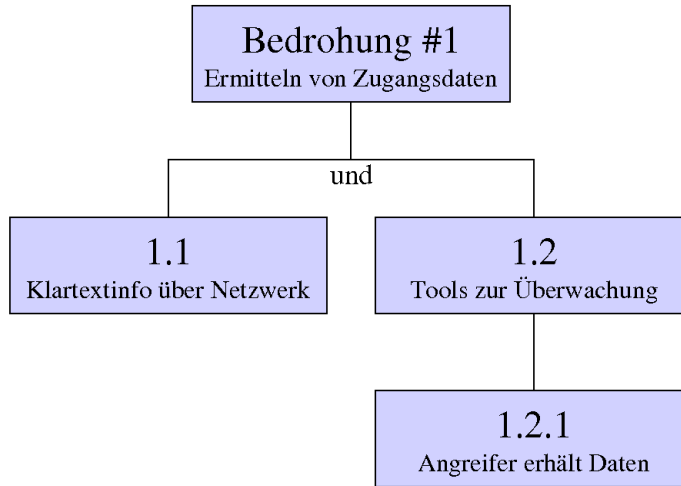 Bedrohung #1
Ermitteln von Zugangsdaten
und
1.1
Klartextinfo über Netzwerk
1.2
Tools zur Überwachung
1.2.1
Angreifer erhält Daten